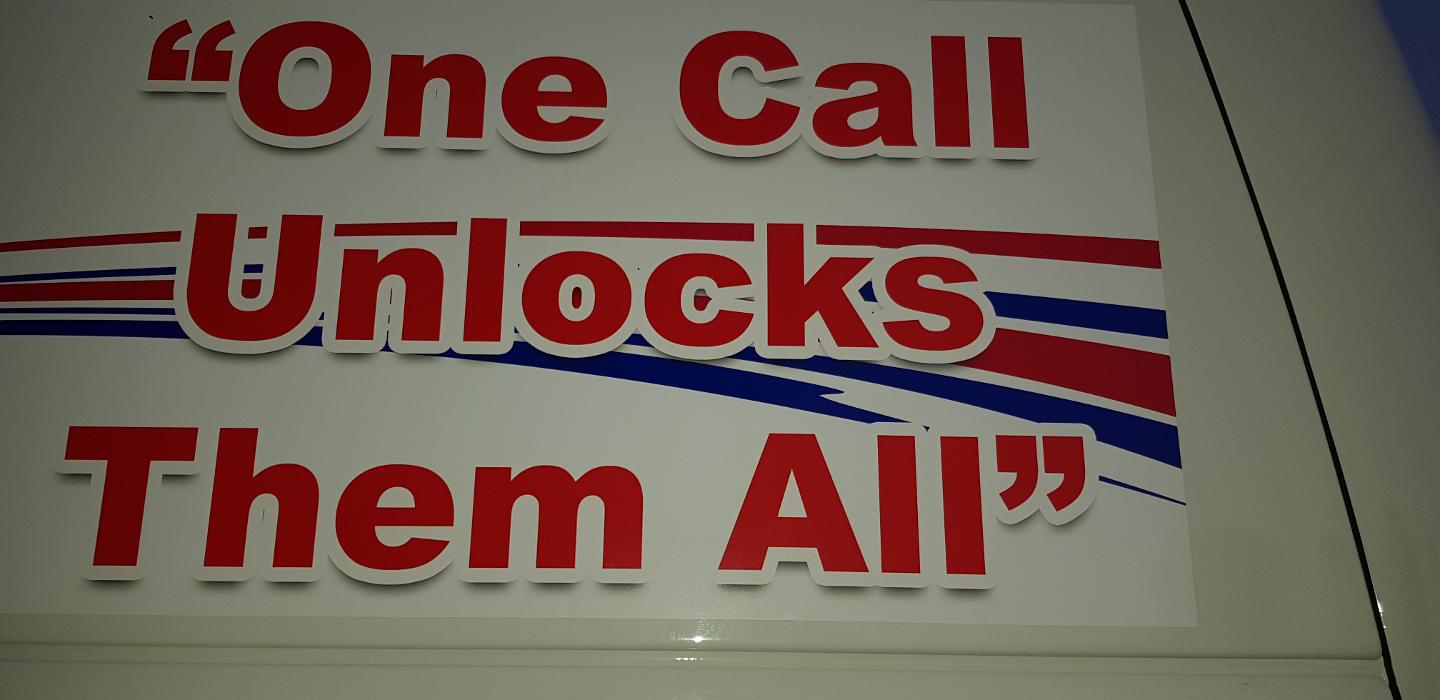 “One Call
Unlocks
Them All”